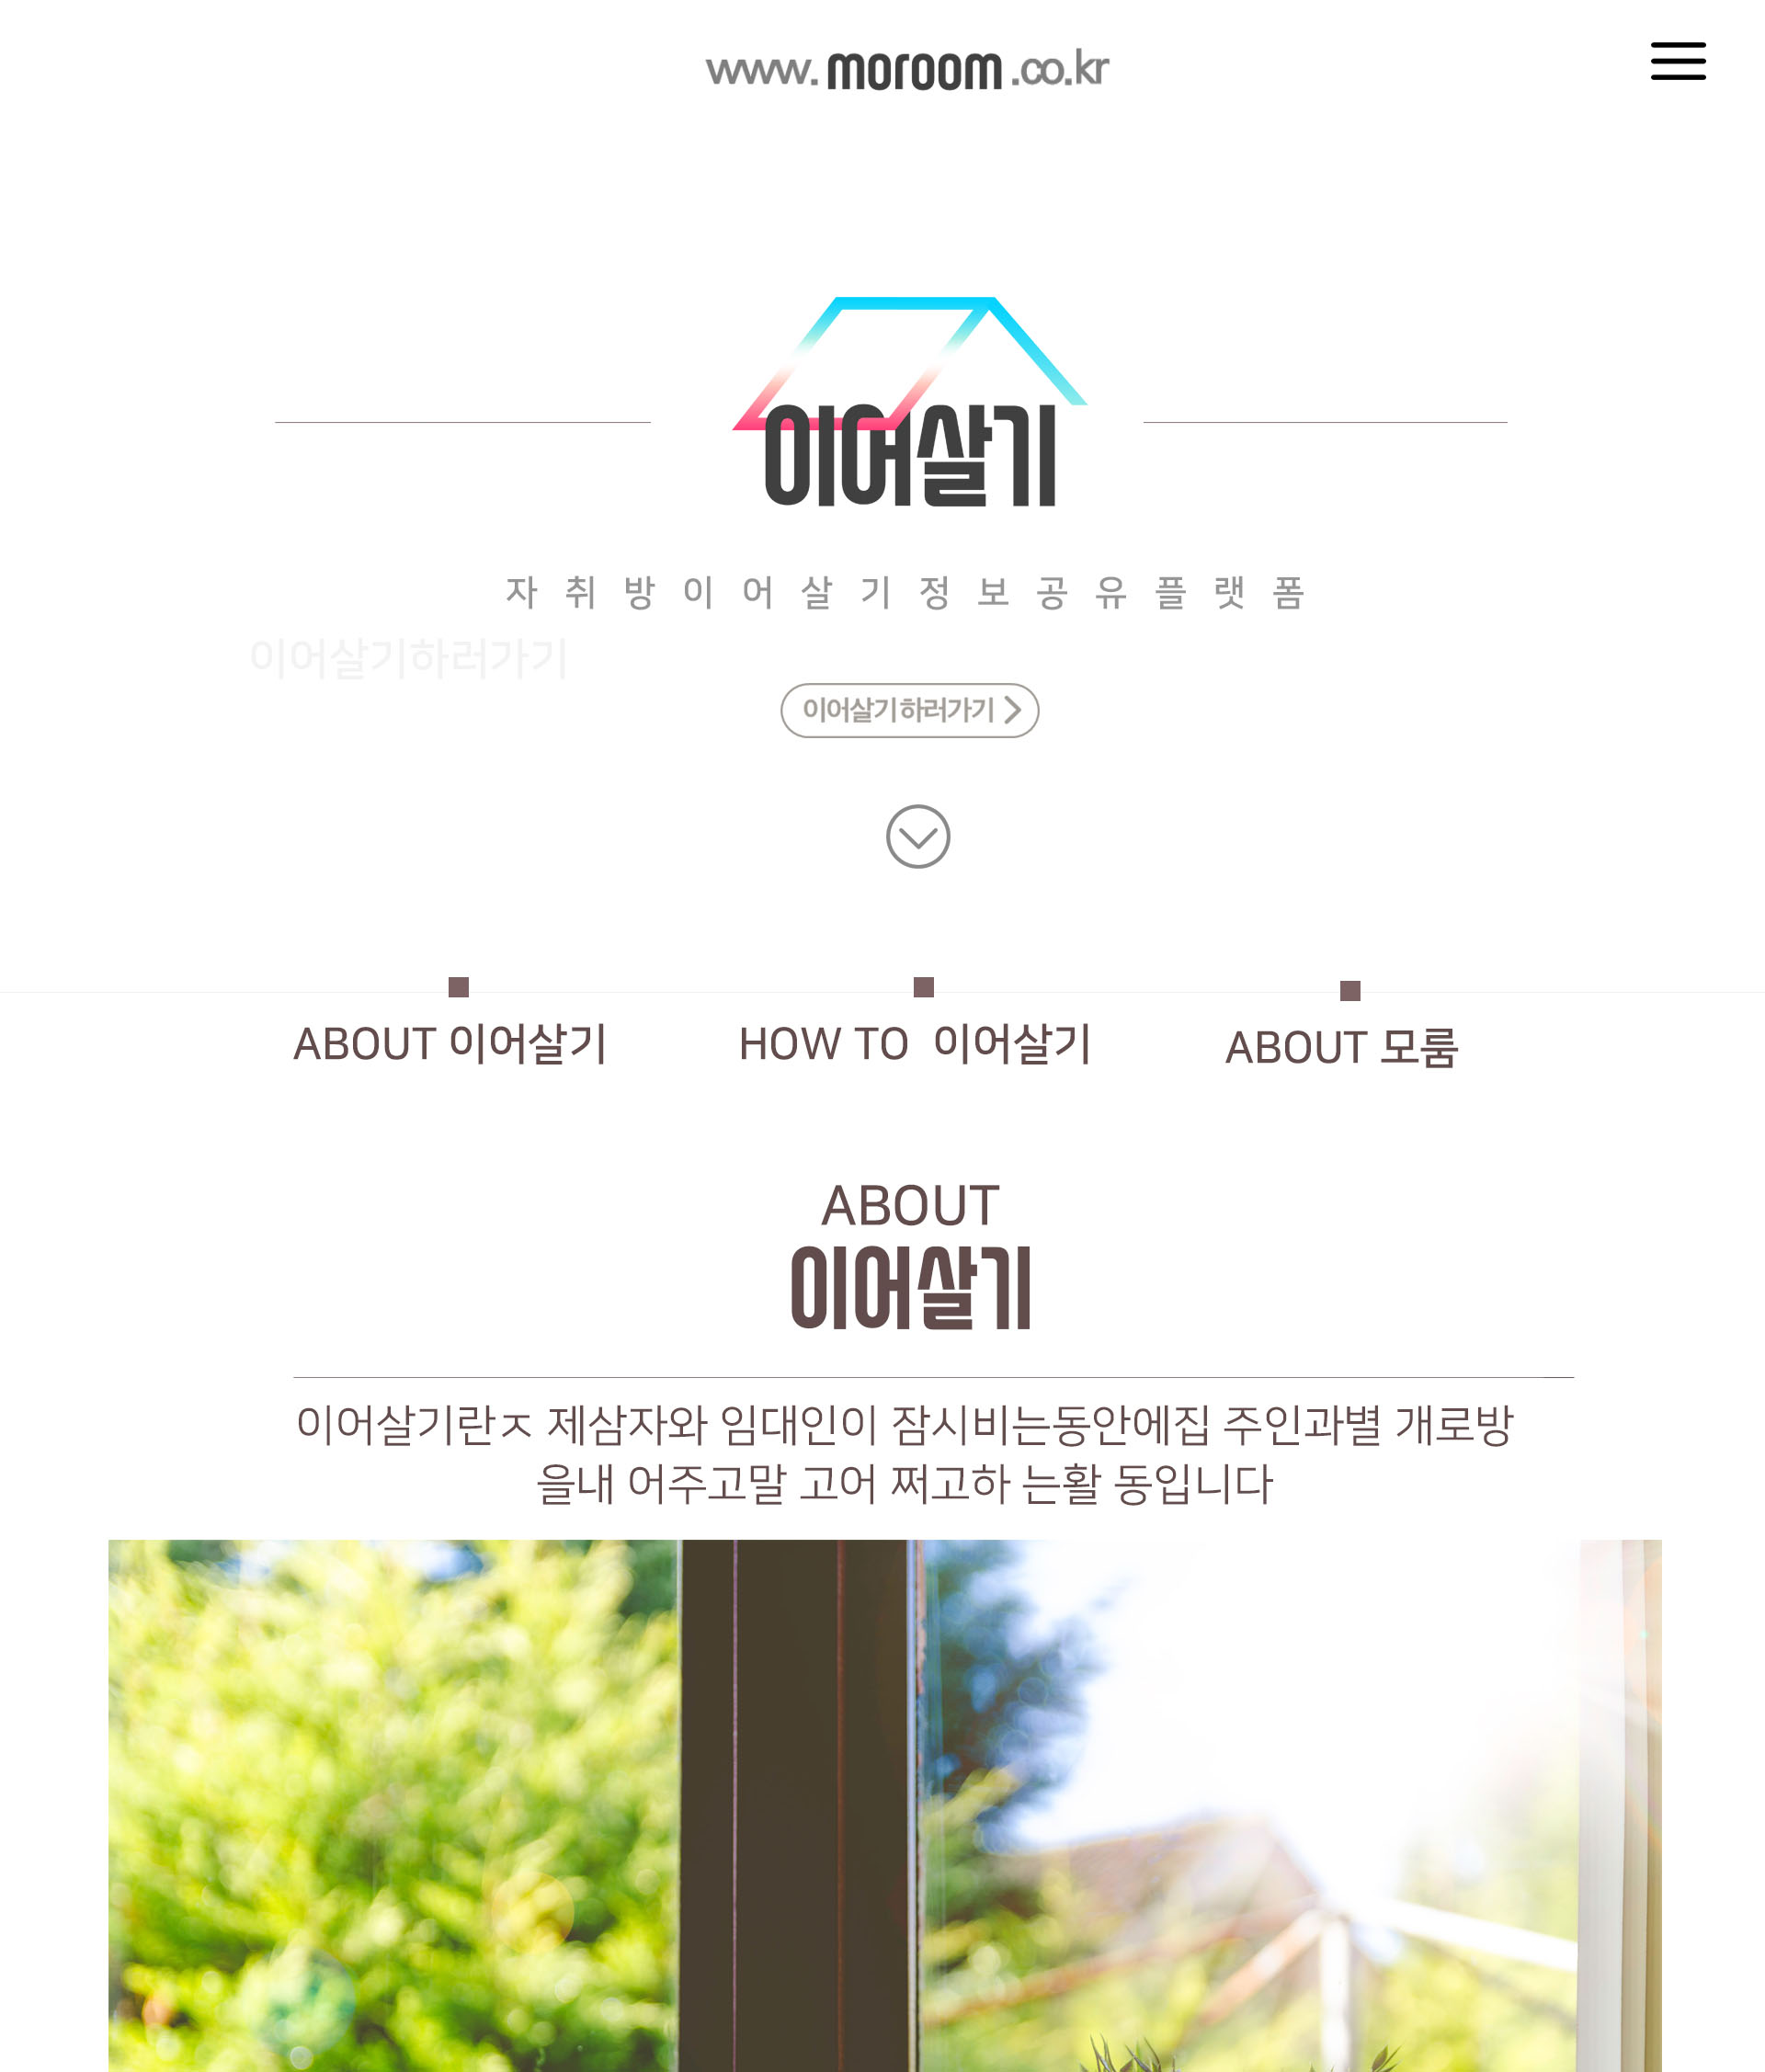 www.moroom.co.kr
이어살기
자 취 방 이 어 살 기 정 보 공 유 플 랫 폼
이어살기하러가기
이어살기 하러가기
ABOUT 이어살기
HOW TO 이어살기
ABOUT 모룸
ABOUT
이어살기
이어살기란ㅈ 제삼자와 임대인이 잠시비는동안에집 주인과별 개로방
을내 어주고말 고어 쩌고하 는활 동입니다